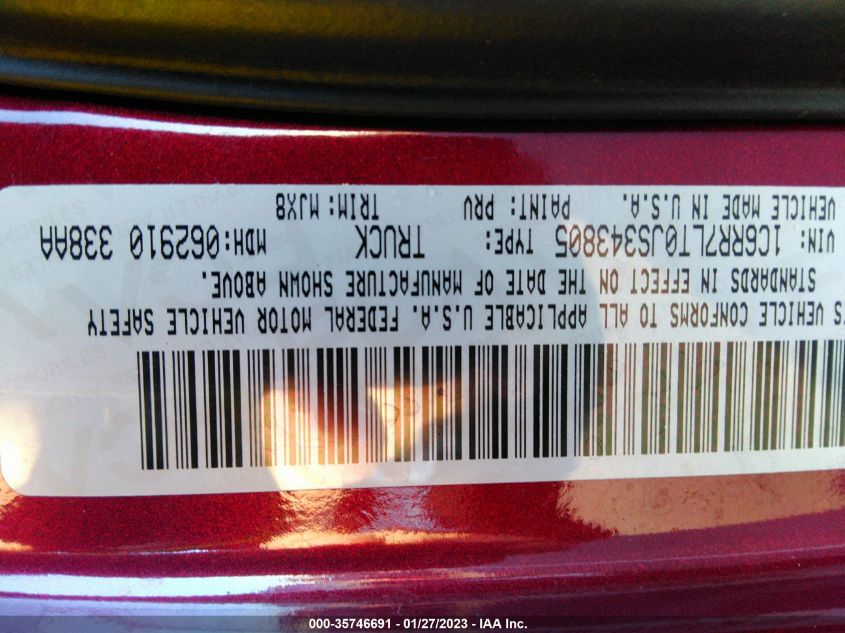 S VEHICLE CONFORMS TO ALL APPLICABLE U.S.A. FEDERAL MOTOR VEHICLE SAFETY
STANDARDS IN EFFECT ON THE DATE OF MANUFACTURE SHOWN ABOVE.
VIN: 1C6RR7LT0JS343805 TYPE: TRUCK MDH: 062910 338AA
VEHICLE MADE IN U.S.A. PAINT: PRV TRIM: MJX8
000-35746691 - 01/27/2023 - IAA Inc.